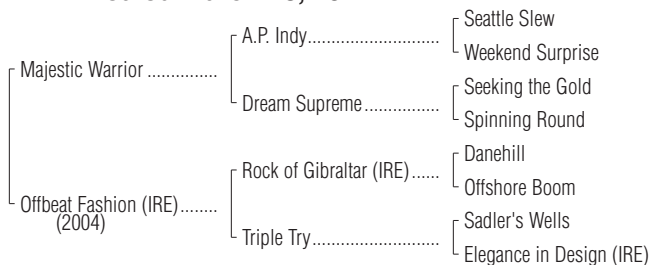 Seattle Slew
A.P. Indy..............................
Weekend Surprise
Majestic Warrior ................
Seeking the Gold
Dream Supreme.................
Spinning Round
Danehill
Rock of Gibraltar (IRE)......
Offshore Boom
Offbeat Fashion (IRE)........
(2004)
Sadler's Wells
Triple Try.............................
Elegance in Design (IRE)